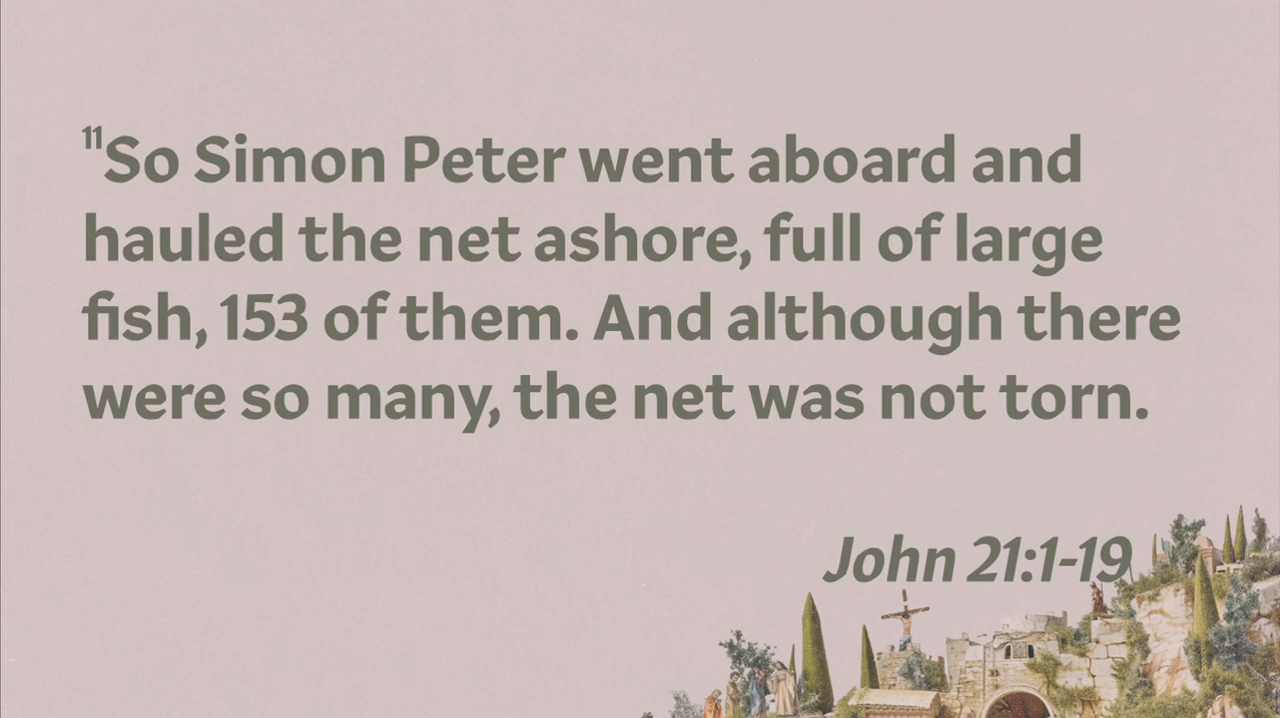 ¹¹So Simon Peter went aboard and
hauled the net ashore, full of large
fish, 153 of them. And although there
were so many, the net was not torn.
John 21:1-19